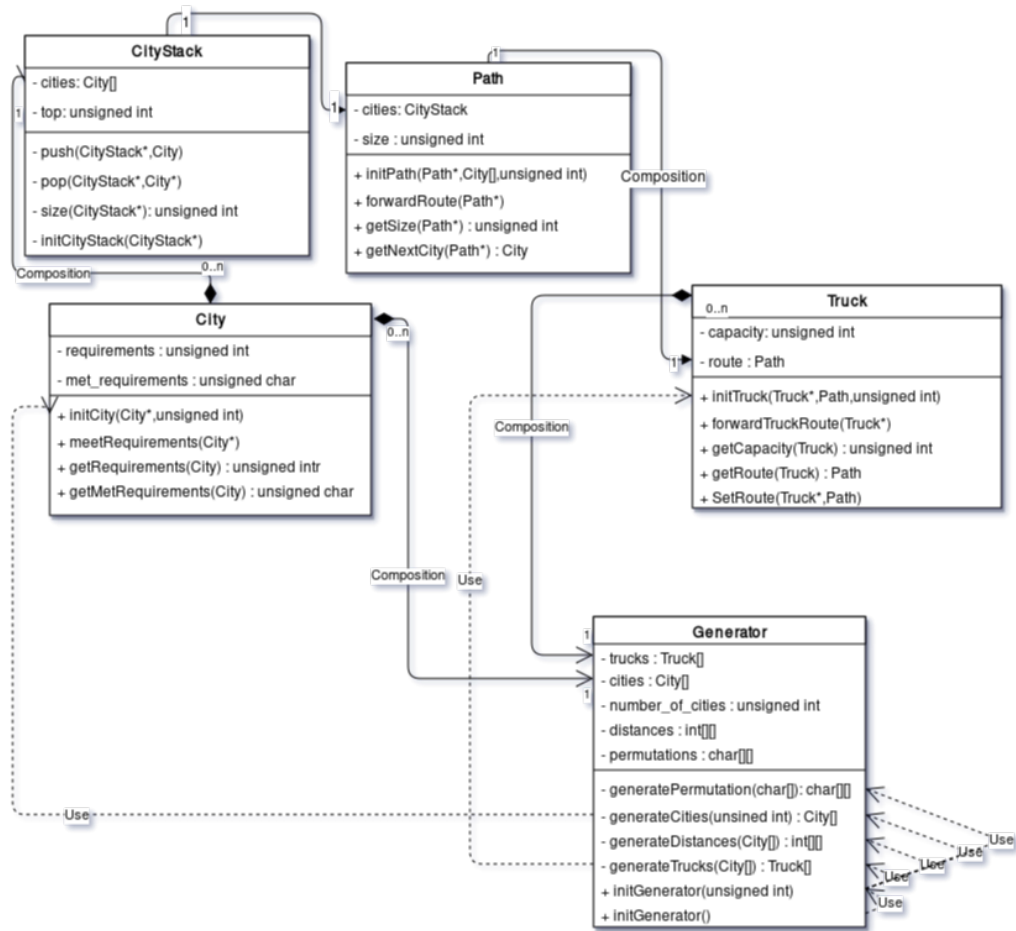 1
CityStack
- cities: City[]
- top: unsigned int
- push(CityStack*,City)
- pop(CityStack*,City*)
- size(CityStack*): unsigned int
- initCityStack(CityStack*)
1
Composition
0..n
1
1
Path
- cities: CityStack
- size : unsigned int
+ initPath(Path*,City[],unsigned int)
+ forwardRoute(Path*)
+ getSize(Path*) : unsigned int
+ getNextCity(Path*) : City
Composition
1
City
- requirements : unsigned int
- met_requirements : unsigned char
+ initCity(City*,unsigned int)
+ meetRequirements(City*)
+ getRequirements(City) : unsigned intr
+ getMetRequirements(City) : unsigned char
0..n
Truck
0..n
- capacity: unsigned int
- route : Path
+ initTruck(Truck*,Path,unsigned int)
+ forwardTruckRoute(Truck*)
+ getCapacity(Truck) : unsigned int
+ getRoute(Truck) : Path
+ SetRoute(Truck*,Path)
Composition
Composition
Use
1
1
Generator
- trucks : Truck[]
- cities : City[]
- number_of_cities : unsigned int
- distances : int[][]
- permutations : char[][]
- generatePermutation(char[]): char[][]
- generateCities(unsined int) : City[]
- generateDistances(City[]) : int[][]
- generateTrucks(City[]) : Truck[]
+ initGenerator(unsigned int)
+ initGenerator()
Use
Use
Use
Use
Use
Use